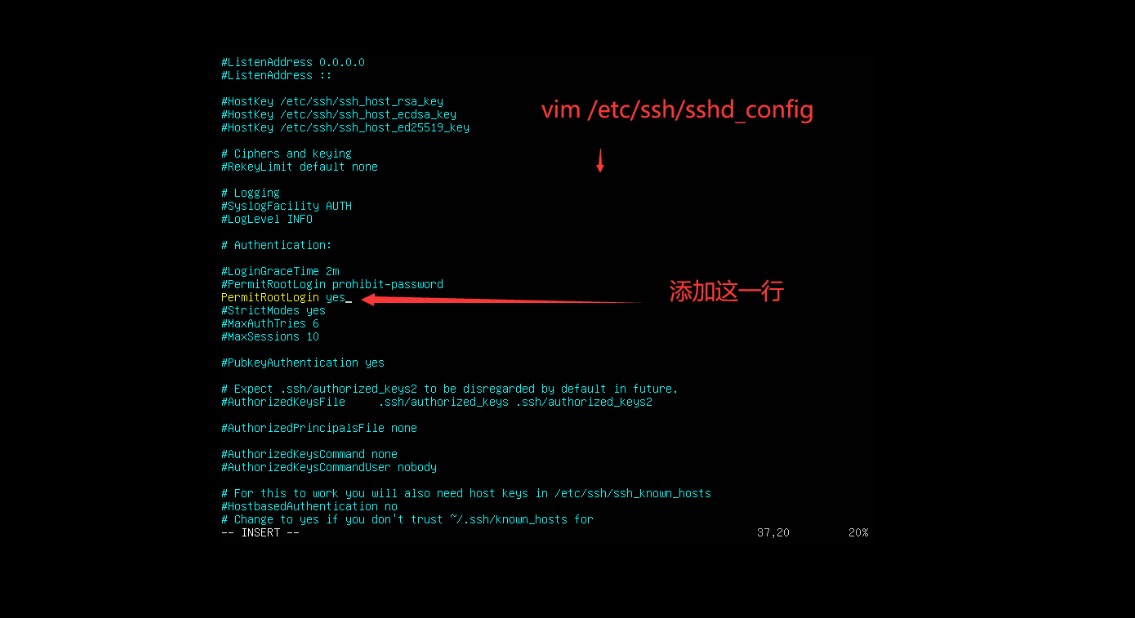 #ListenAddress 0.0.0.0
#ListenAddress ::
#HostKey /etc/ssh/ssh_host_rsa_key
vim /etc/ssh/sshd_config
#HostKey /etc/ssh/ssh_host_ecdsa_key
#HostKey /etc/ssh/ssh_host_ed25519_key
# Ciphers and keying
#RekeyLimit default none
# Logging
#SyslogFacility AUTH
#LogLevel INFO
# Authentication:
#LoginGraceTime 2m
#PermitRootLogin prohibit-password
添加这一行
PermitRootLogin yes_
#StrictModes yes
#MaxAuthTries 6
#MaxSessions 10
#PubkeyAuthentication yes
# Expect .ssh/authorized_keys2 to be disregarded by default in future.
#AuthorizedKeysFile     .ssh/authorized_keys .ssh/authorized_keys2
#AuthorizedPrincipalsFile none
#AuthorizedKeysCommand none
#AuthorizedKeysCommandUser nobody
# For this to work you will also need host keys in /etc/ssh/ssh_known_hosts
#HostbasedAuthentication no
# Change to yes if you don't trust ~/.ssh/known_hosts for
-- INSERT -- 37,20 20%